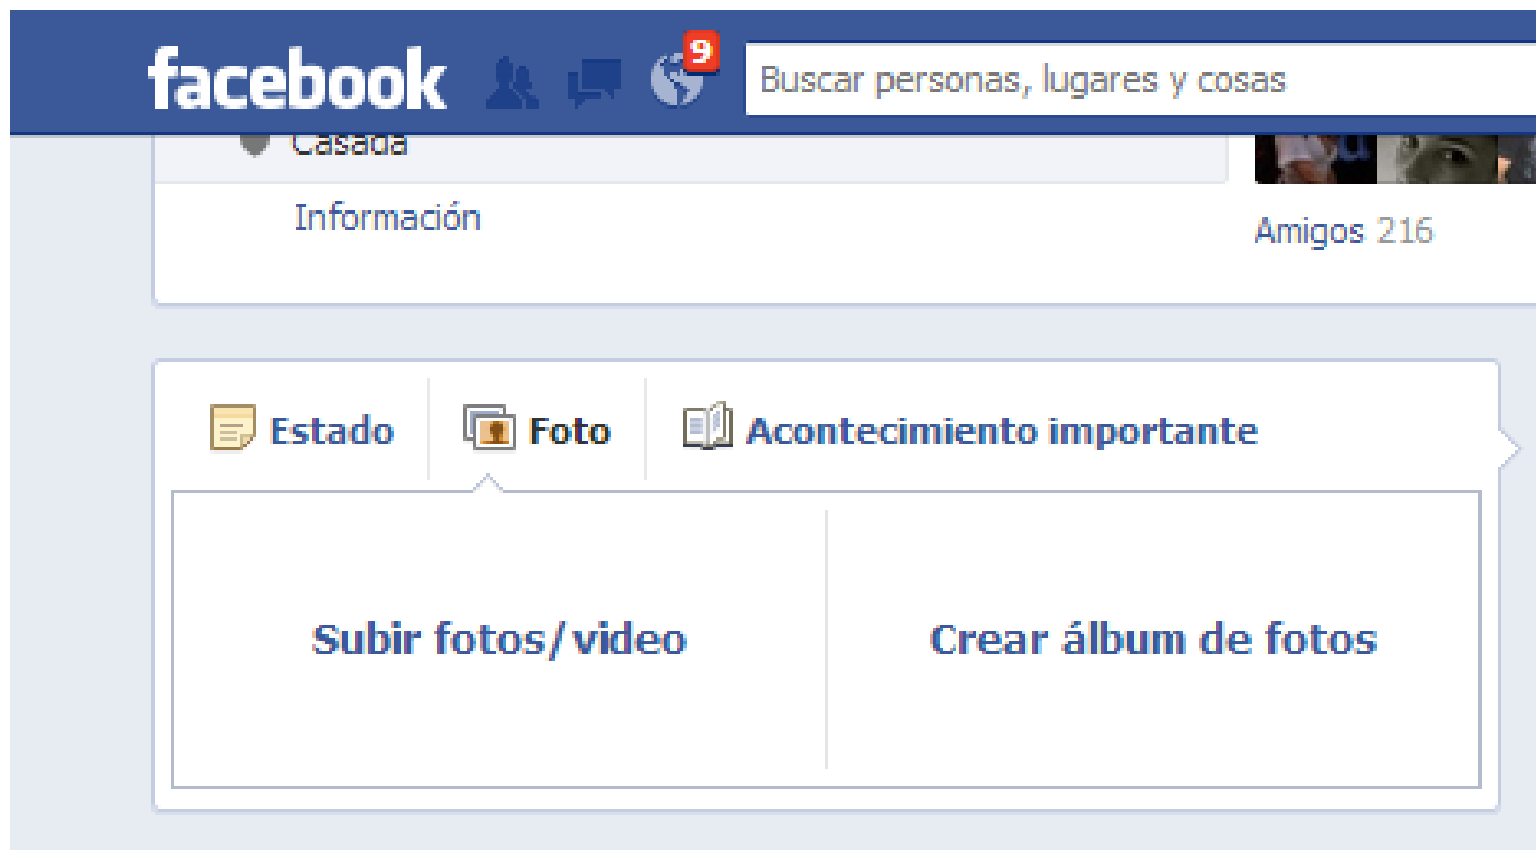 facebook 9 Buscar personas, lugares y cosas
Casada
Información
Amigos 216
Estado Foto Acontecimiento importante
Subir fotos/video Crear álbum de fotos